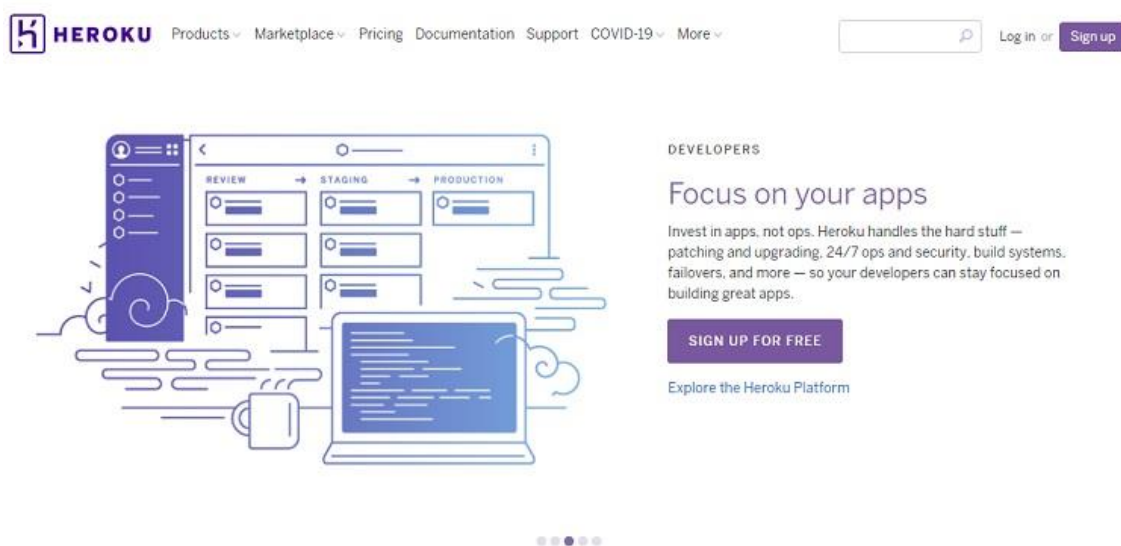 HEROKU Products Marketplace Pricing Documentation Support COVID-19 More Log in or Sign up
REVIEW → STAGING → PRODUCTION
DEVELOPERS
Focus on your apps
Invest in apps, not ops. Heroku handles the hard stuff —
patching and upgrading, 24/7 ops and security, build systems,
failovers, and more — so your developers can stay focused on
building great apps.
SIGN UP FOR FREE
Explore the Heroku Platform